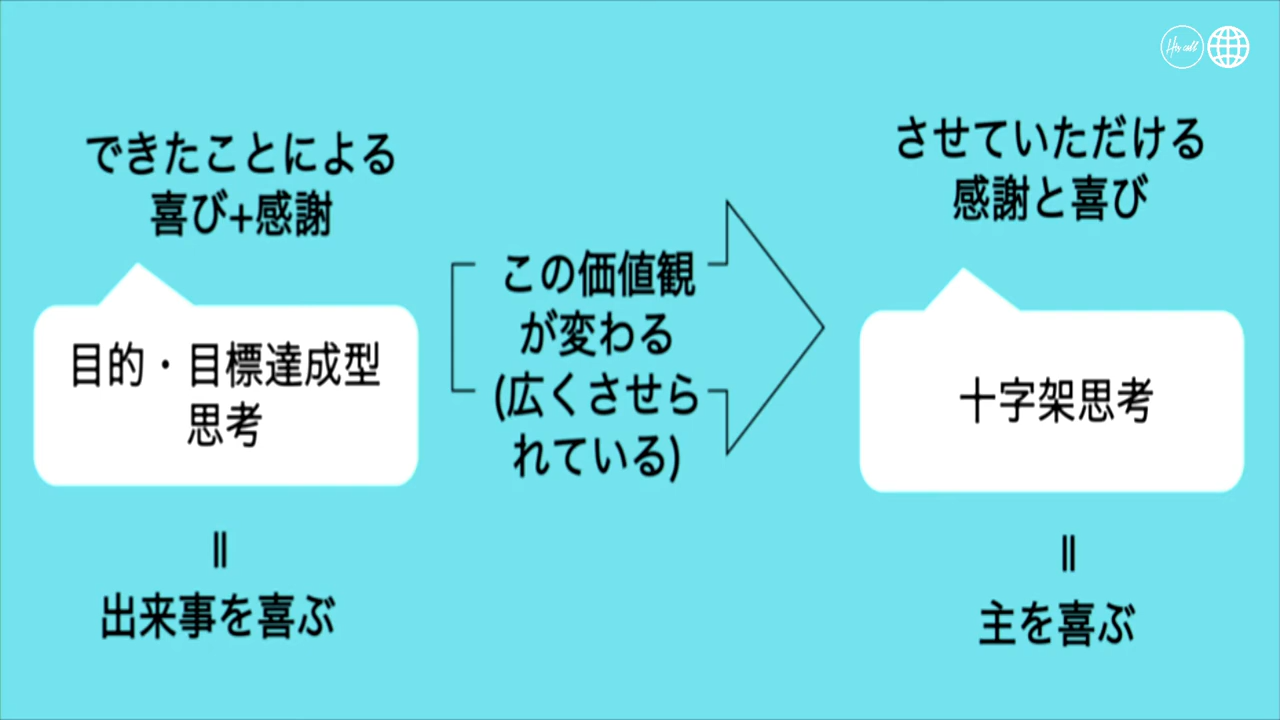 His call
できたことによる
喜び+感謝
目的・目標達成型
思考
||
出来事を喜ぶ
この価値観
が変わる
(広くさせら
れている)
させていただける
感謝と喜び
十字架思考
||
主を喜ぶ